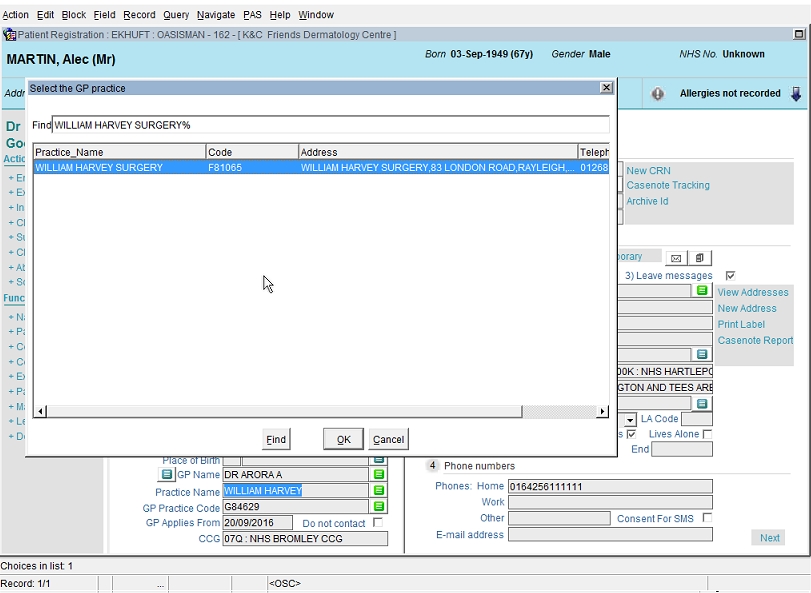 Action Edit Block Field Record Query Navigate PAS Help Window
Patient Registration : EKHUFT : OASISMAN - 162 - [ K&C Friends Dermatology Centre ]
MARTIN, Alec (Mr)
Born 03-Sep-1949 (67y) Gender Male NHS No. Unknown
Addr
Allergies not recorded
Select the GP practice
Find WILLIAM HARVEY SURGERY%
Practice_Name Code Address Teleph
WILLIAM HARVEY SURGERY F81065 WILLIAM HARVEY SURGERY,83 LONDON ROAD,RAYLEIGH,... 01268
Find OK Cancel
Dr
Go
Actio
+ Er
+ Ex
+ In
+ Cl
+ Su
+ Cl
+ Ab
+ Sc
Func
+ Na
+ Pa
+ Co
+ Co
+ Ex
+ Pa
+ Ma
+ Le
+ De
New CRN
Casenote Tracking
Archive Id
porary
3) Leave messages
View Addresses
New Address
Print Label
Casenote Report
00K : NHS HARTLEPO
GTON AND TEES ARE
LA Code
s Lives Alone
End
Place of Birth
GP Name DR ARORA A
Practice Name WILLIAM HARVEY
GP Practice Code G84629
GP Applies From 20/09/2016 Do not contact
CCG 07Q : NHS BROMLEY CCG
4 Phone numbers
Phones: Home 0164256111111
Work
Other Consent For SMS
E-mail address
Next
Choices in list: 1
Record: 1/1 ... <OSC>